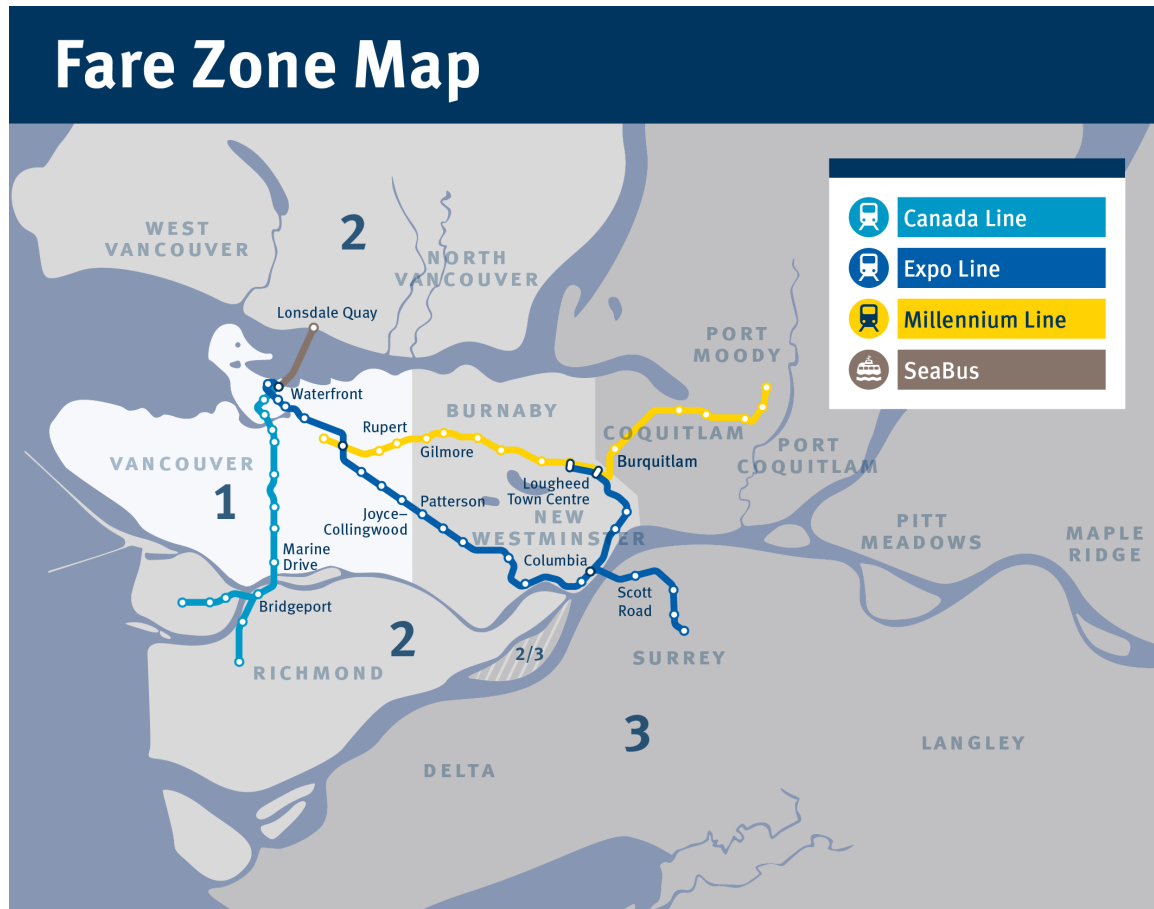 Fare Zone Map
Canada Line
Expo Line
Millennium Line
SeaBus
WEST
VANCOUVER
2
NORTH
VANCOUVER
Lonsdale Quay
PORT
MOODY
Waterfront
BURNABY
Rupert
Gilmore
COQUITLAM
Burquitlam
PORT
COQUITLAM
VANCOUVER
1
Lougheed
Town Centre
Patterson
Joyce–
Collingwood
NEW
WESTMINSTER
PITT
MEADOWS
MAPLE
RIDGE
Marine
Drive
Columbia
Bridgeport
Scott
Road
2
2/3
RICHMOND
SURREY
3
LANGLEY
DELTA